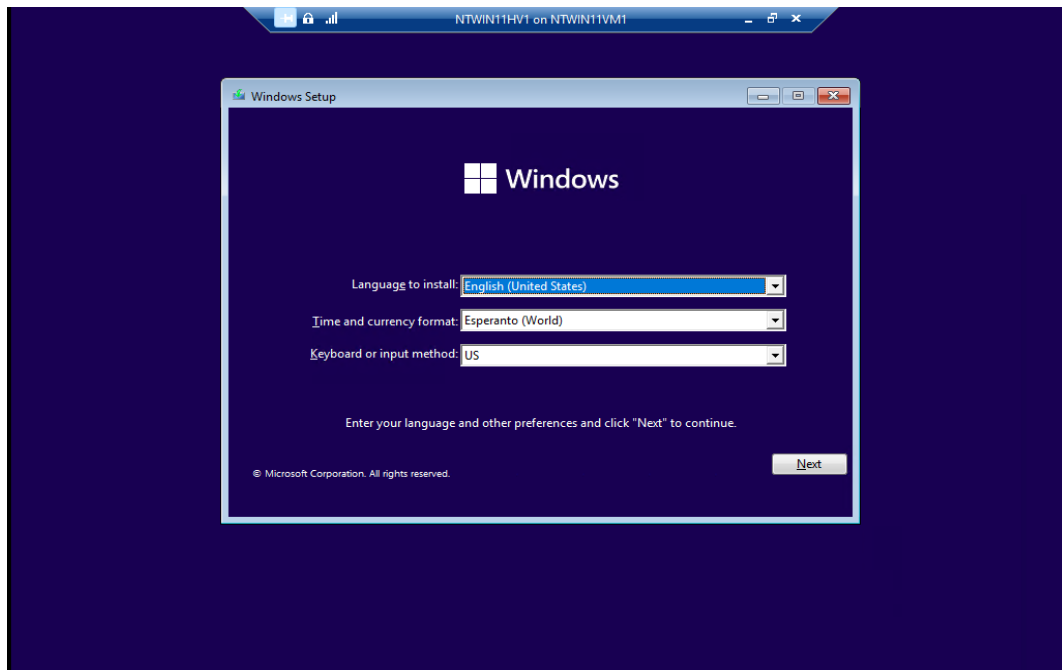 NTWIN11HV1 on NTWIN11VM1
Windows Setup
Windows
Language to install: English (United States)
Time and currency format: Esperanto (World)
Keyboard or input method: US
Enter your language and other preferences and click "Next" to continue.
Next
© Microsoft Corporation. All rights reserved.